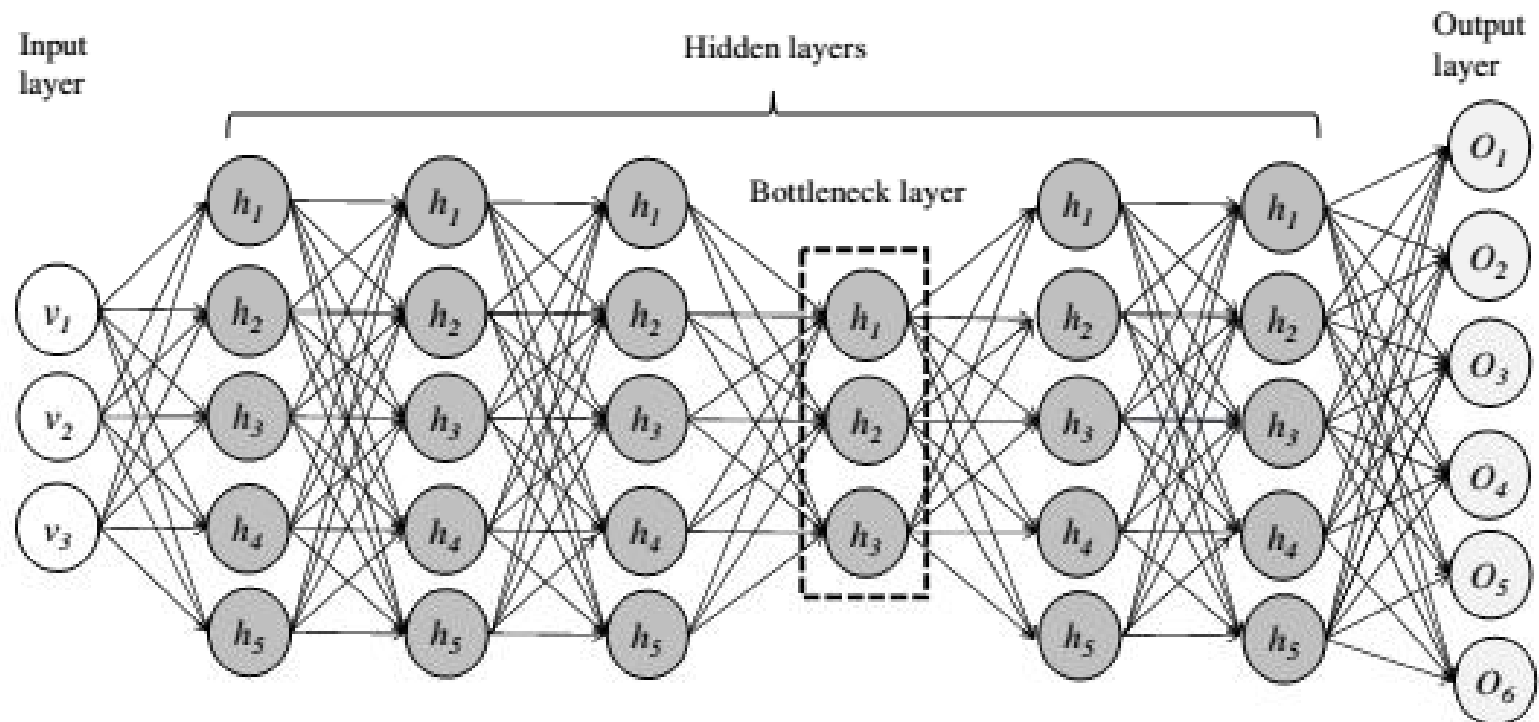 Input
layer
Hidden layers
Output
layer
Bottleneck layer
v1
v2
v3
h1
h2
h3
h4
h5
h1
h2
h3
h4
h5
h1
h2
h3
h4
h5
h1
h2
h3
h1
h2
h3
h4
h5
h1
h2
h3
h4
h5
O1
O2
O3
O4
O5
O6